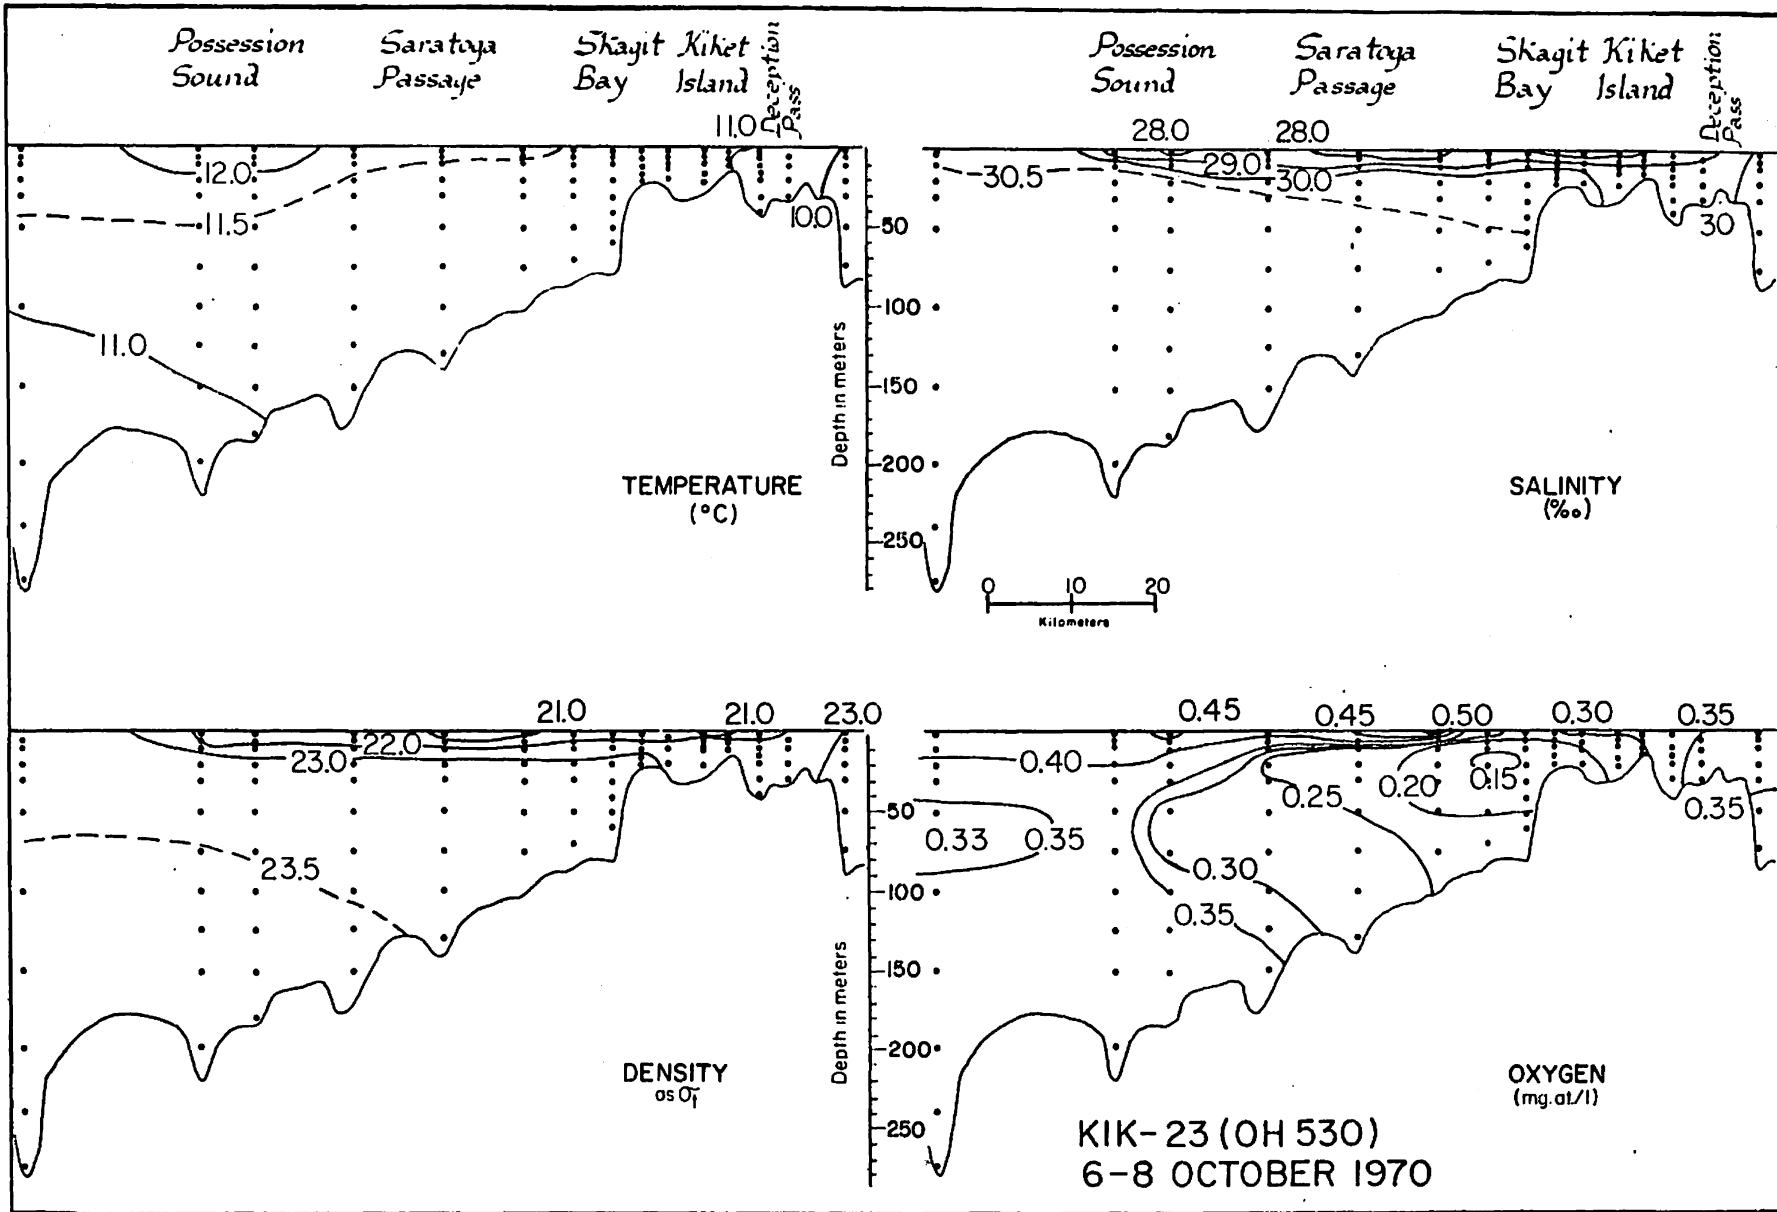 Possession Sound
Saratoga Passage
Skagit Bay
Kiket Island
Deception Pass
11.0
12.0
11.5
10.0
11.0
TEMPERATURE
(°C)
Depth in meters
-50
-100
-150
-200
-250
Possession Sound
Saratoga Passage
Skagit Bay
Kiket Island
Deception Pass
28.0
28.0
29.0
30.0
30.5
30
SALINITY
(‰)
0 10 20
Kilometers
21.0
21.0
23.0
22.0
23.0
23.5
DENSITY
as σt
Depth in meters
-50
-100
-150
-200
-250
0.45
0.45
0.50
0.30
0.35
0.40
0.15
0.20
0.25
0.35
0.33
0.35
0.30
0.35
OXYGEN
(mg.at./l)
KIK-23 (OH 530)
6-8 OCTOBER 1970